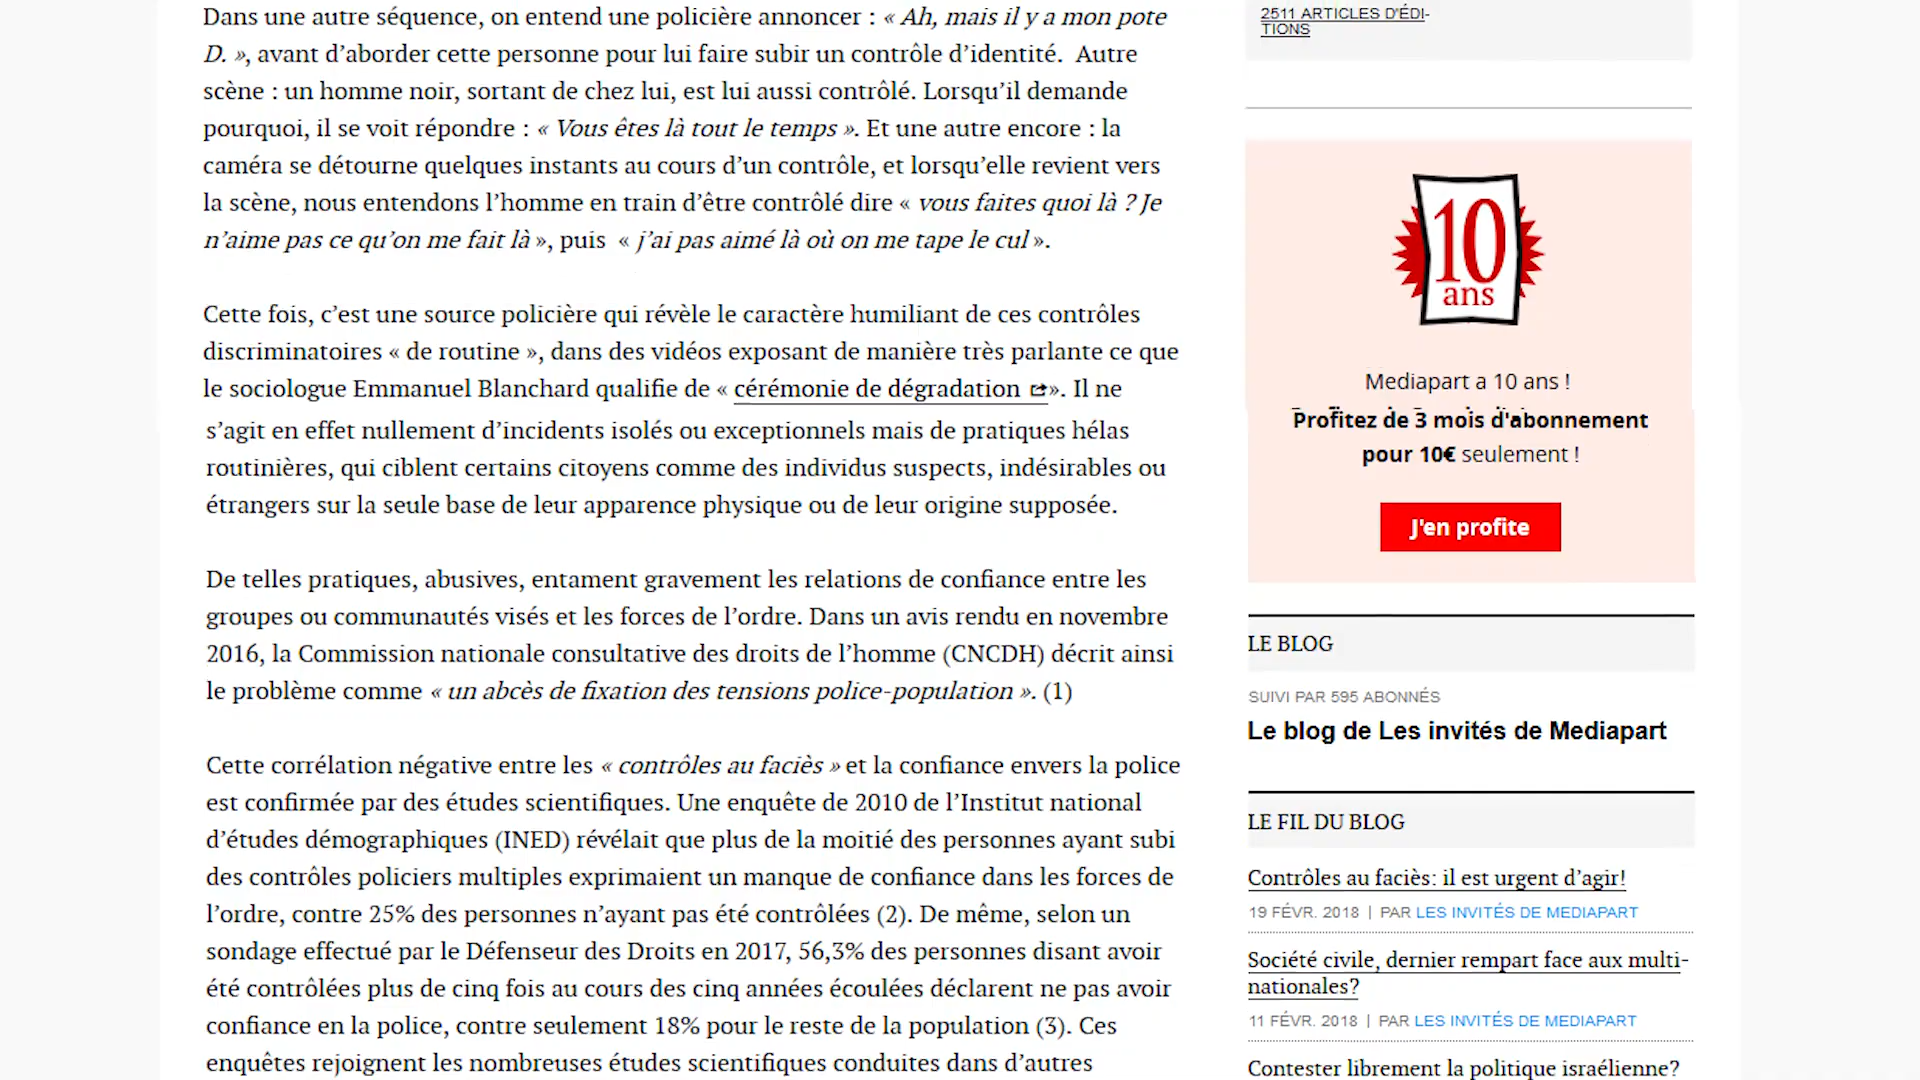 Dans une autre séquence, on entend une policière annoncer : « Ah, mais il y a mon pote
D. », avant d’aborder cette personne pour lui faire subir un contrôle d’identité.  Autre
scène : un homme noir, sortant de chez lui, est lui aussi contrôlé. Lorsqu’il demande
pourquoi, il se voit répondre : « Vous êtes là tout le temps ». Et une autre encore : la
caméra se détourne quelques instants au cours d’un contrôle, et lorsqu’elle revient vers
la scène, nous entendons l’homme en train d’être contrôlé dire « vous faites quoi là ? Je
n’aime pas ce qu’on me fait là », puis  « j’ai pas aimé là où on me tape le cul ».
Cette fois, c’est une source policière qui révèle le caractère humiliant de ces contrôles
discriminatoires « de routine », dans des vidéos exposant de manière très parlante ce que
le sociologue Emmanuel Blanchard qualifie de « cérémonie de dégradation ». Il ne
s’agit en effet nullement d’incidents isolés ou exceptionnels mais de pratiques hélas
routinières, qui ciblent certains citoyens comme des individus suspects, indésirables ou
étrangers sur la seule base de leur apparence physique ou de leur origine supposée.
De telles pratiques, abusives, entament gravement les relations de confiance entre les
groupes ou communautés visés et les forces de l’ordre. Dans un avis rendu en novembre
2016, la Commission nationale consultative des droits de l’homme (CNCDH) décrit ainsi
le problème comme « un abcès de fixation des tensions police-population ». (1)
Cette corrélation négative entre les « contrôles au faciès » et la confiance envers la police
est confirmée par des études scientifiques. Une enquête de 2010 de l’Institut national
d’études démographiques (INED) révélait que plus de la moitié des personnes ayant subi
des contrôles policiers multiples exprimaient un manque de confiance dans les forces de
l’ordre, contre 25% des personnes n’ayant pas été contrôlées (2). De même, selon un
sondage effectué par le Défenseur des Droits en 2017, 56,3% des personnes disant avoir
été contrôlées plus de cinq fois au cours des cinq années écoulées déclarent ne pas avoir
confiance en la police, contre seulement 18% pour le reste de la population (3). Ces
enquêtes rejoignent les nombreuses études scientifiques conduites dans d’autres
2511 ARTICLES D'ÉDI-
TIONS
10
ans
Mediapart a 10 ans !
Profitez de 3 mois d'abonnement
pour 10€ seulement !
J'en profite
LE BLOG
SUIVI PAR 595 ABONNÉS
Le blog de Les invités de Mediapart
LE FIL DU BLOG
Contrôles au faciès: il est urgent d’agir!
19 FÉVR. 2018 | PAR LES INVITÉS DE MEDIAPART
Société civile, dernier rempart face aux multi-
nationales?
11 FÉVR. 2018 | PAR LES INVITÉS DE MEDIAPART
Contester librement la politique israélienne?